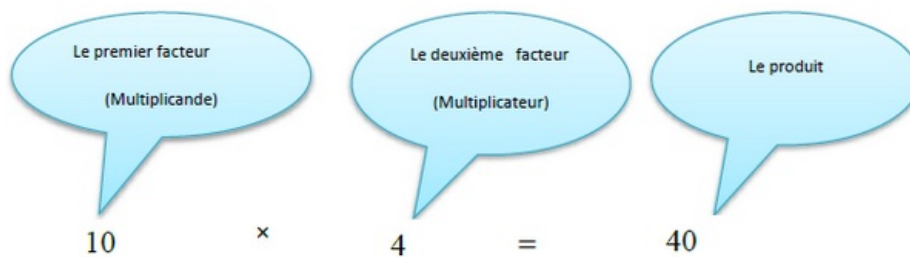 Le premier facteur
(Multiplicande)
Le deuxième facteur
(Multiplicateur)
Le produit
10 × 4 = 40